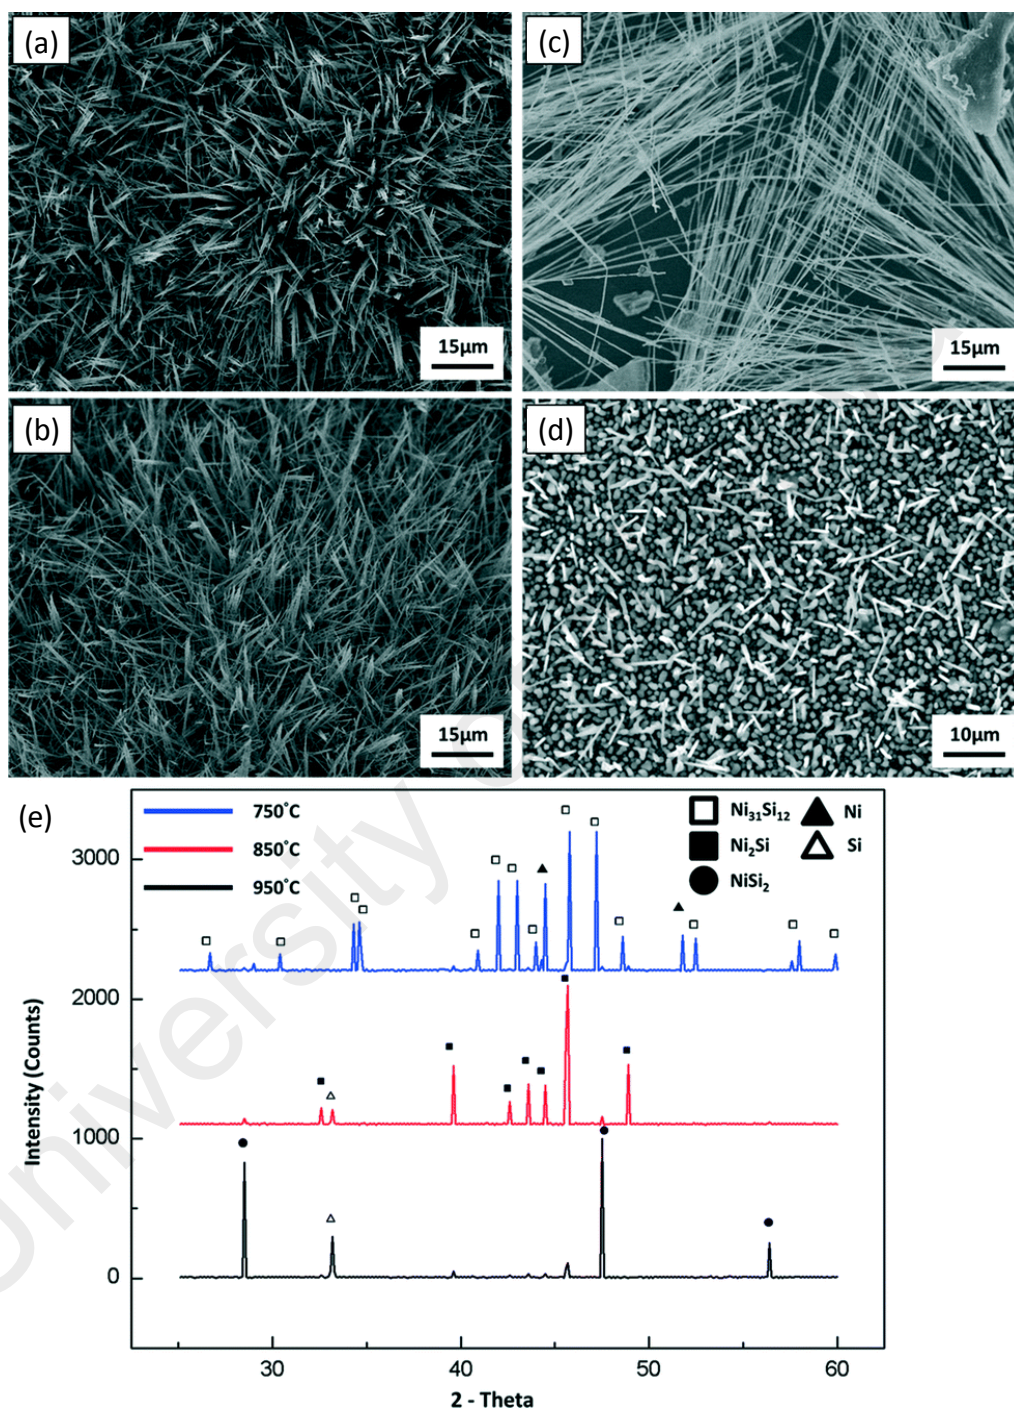 (a)
15µm
(c)
15µm
(b)
15µm
(d)
10µm
(e)
750°C
850°C
950°C
Ni31Si12
Ni
Ni2Si
Si
NiSi2
3000
2000
1000
0
Intensity (Counts)
30
40
50
60
2 - Theta
University o